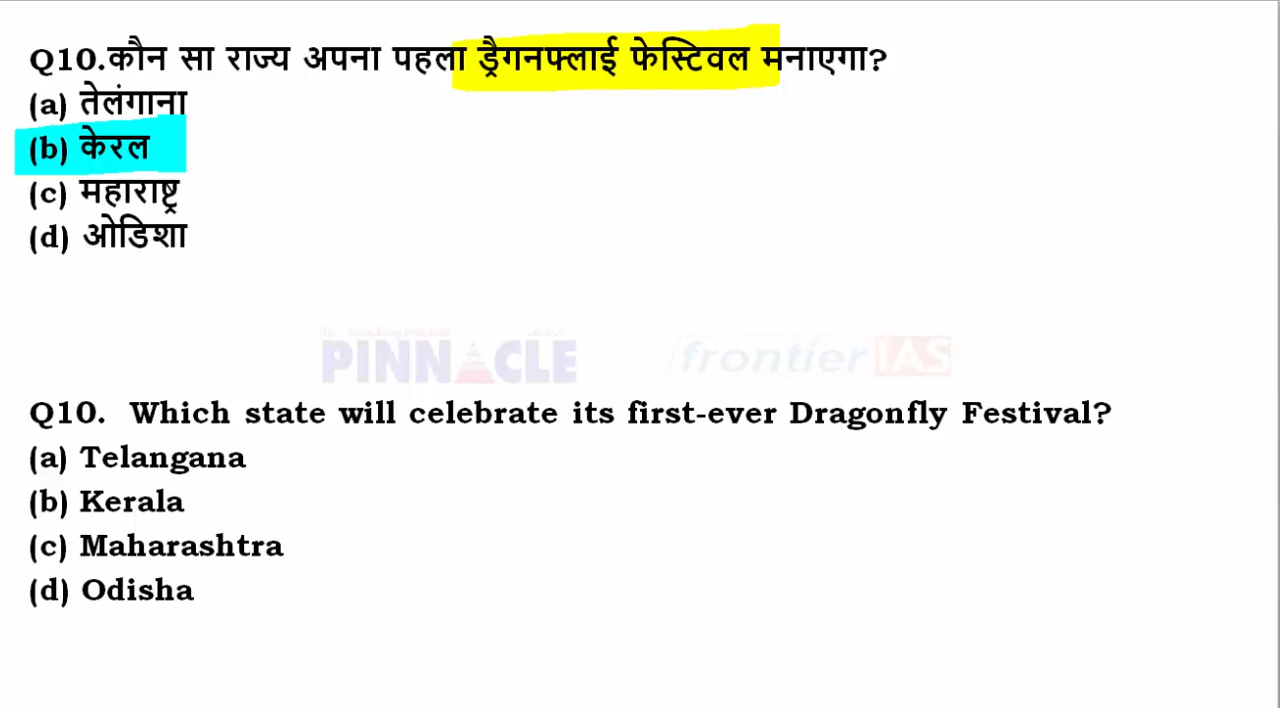 Q10.कौन सा राज्य अपना पहला ड्रैगनफ्लाई फेस्टिवल मनाएगा?
(a) तेलंगाना
(b) केरल
(c) महाराष्ट्र
(d) ओडिशा
PINNACLE frontier IAS
Q10. Which state will celebrate its first-ever Dragonfly Festival?
(a) Telangana
(b) Kerala
(c) Maharashtra
(d) Odisha